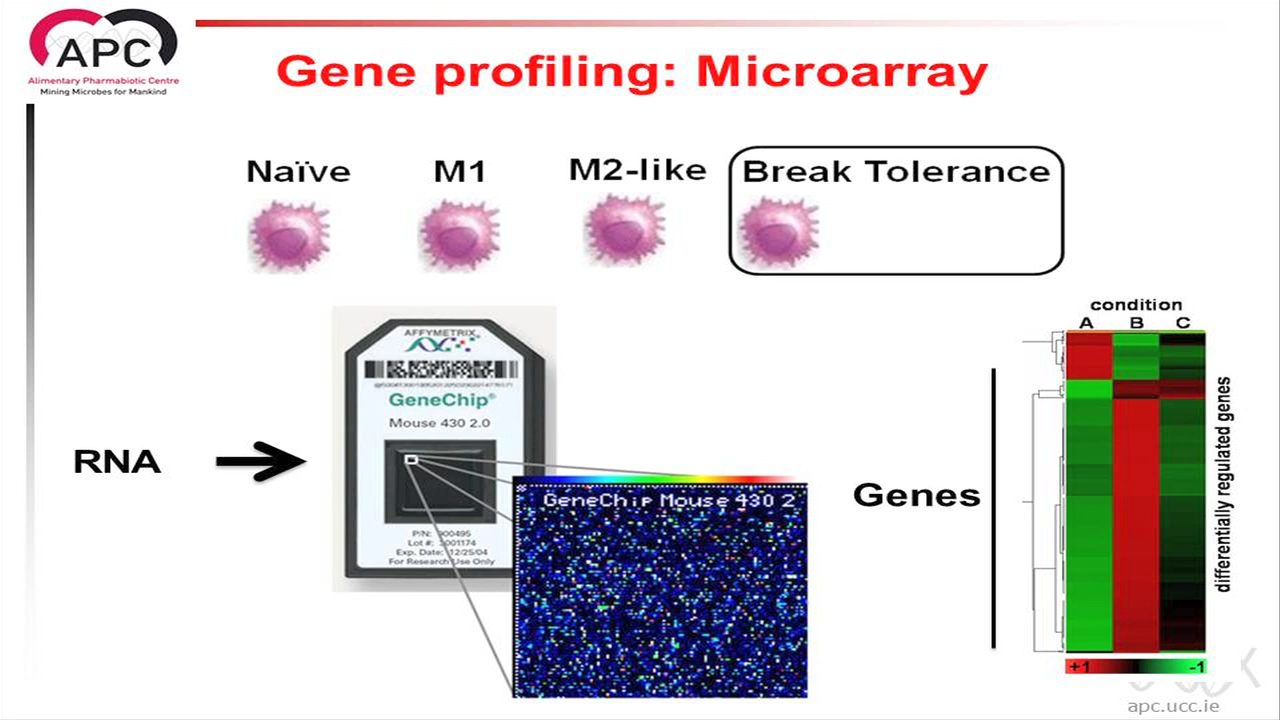 APC
Alimentary Pharmabiotic Centre
Mining Microbes for Mankind
Gene profiling: Microarray
Naïve
M1
M2-like
Break Tolerance
RNA
AFFYMETRIX
GeneChip®
Mouse 430 2.0
P/N: 900495
Lot #: 3001174
Exp. Date: 12/25/04
For Research Use Only
GeneChip Mouse 430 2
Genes
condition
A B C
differentially regulated genes
+1 -1
apc.ucc.ie